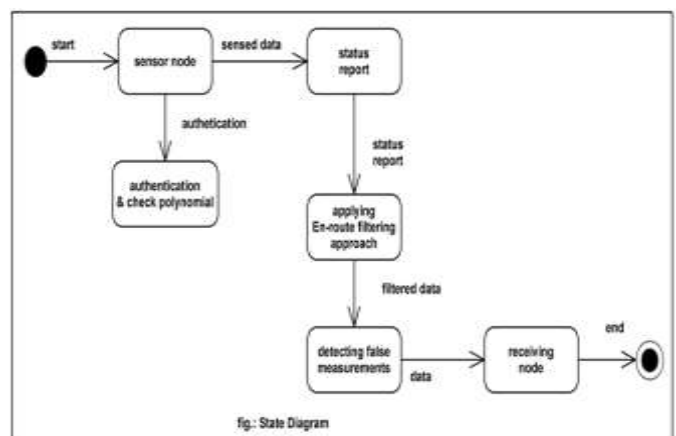 start
sensor node
sensed data
status
report
authetication
authentication
& check polynomial
status
report
applying
En-route filtering
approach
filtered data
detecting false
measurements
data
receiving
node
end
fig.: State Diagram